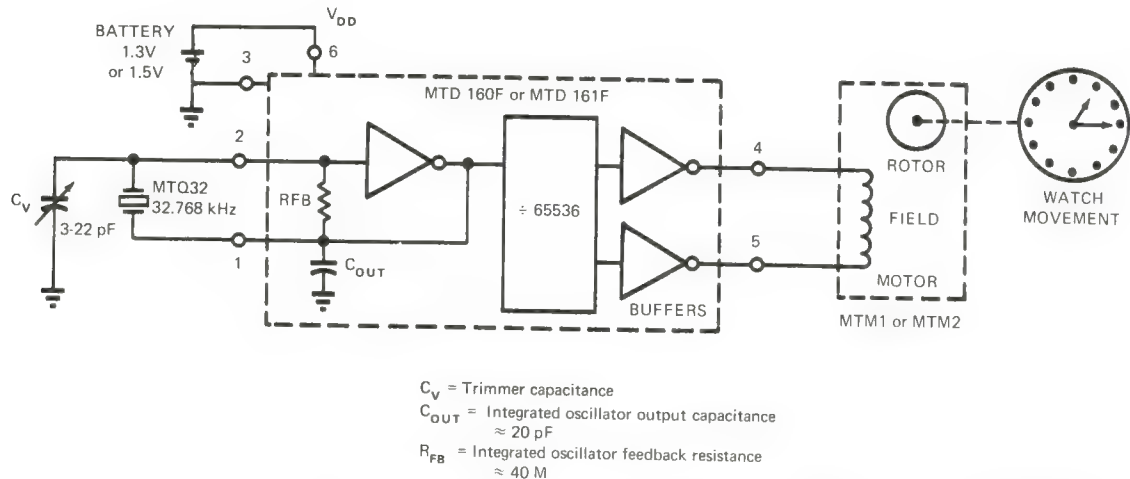 BATTERY
1.3V
or 1.5V
V_DD
3
6
MTD 160F or MTD 161F
2
MTQ32
32.768 kHz
C_V
3-22 pF
1
RFB
C_OUT
÷ 65536
BUFFERS
4
5
ROTOR
FIELD
MOTOR
MTM1 or MTM2
WATCH
MOVEMENT
C_V = Trimmer capacitance
C_OUT = Integrated oscillator output capacitance
≈ 20 pF
R_FB = Integrated oscillator feedback resistance
≈ 40 M